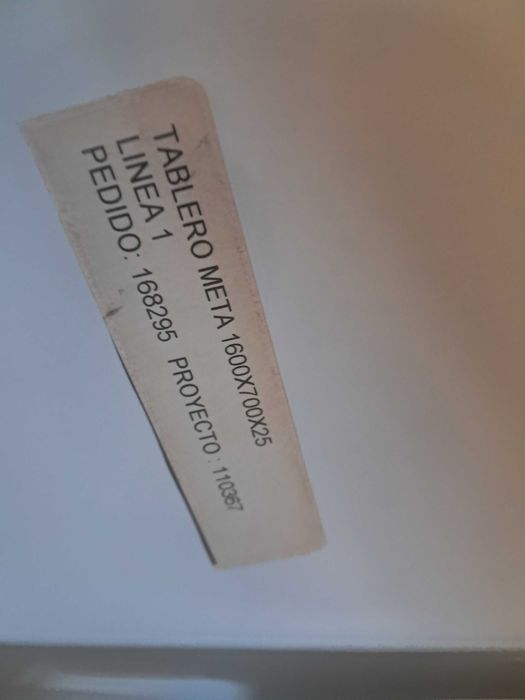 TABLERO META 1600X700X25
LINEA 1
PEDIDO: 168295 PROYECTO: 110367